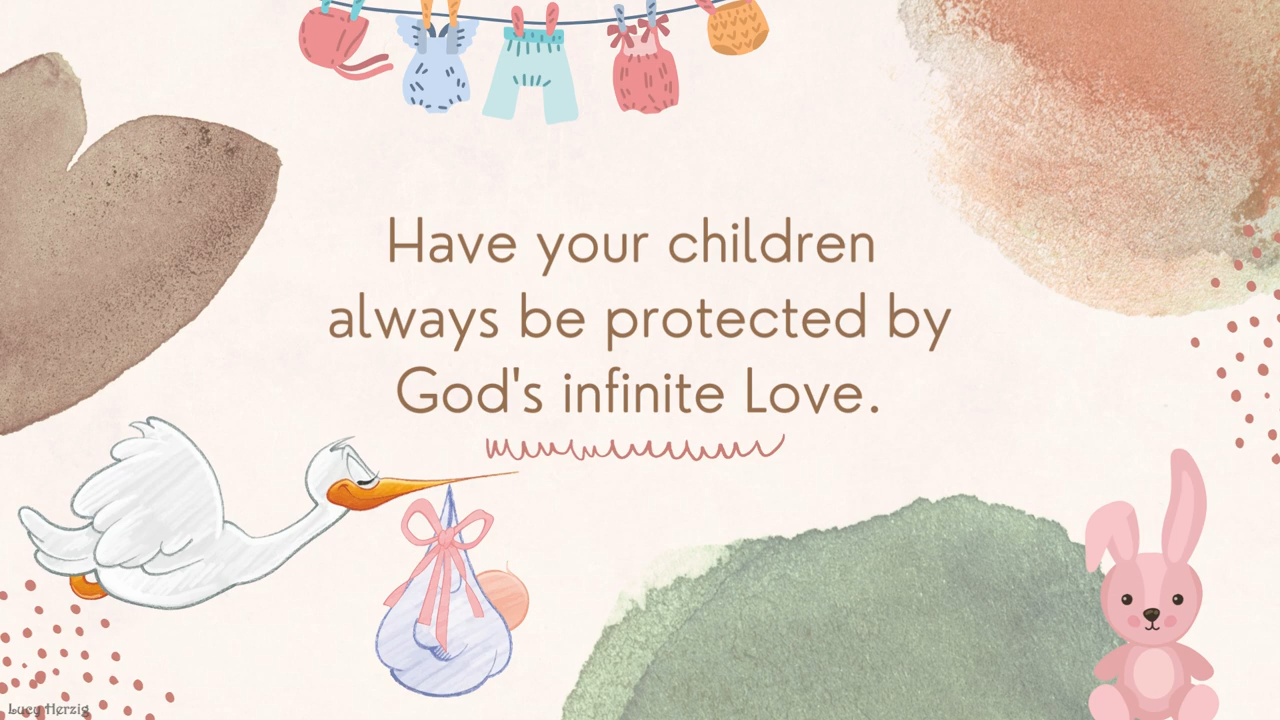 Have your children
always be protected by
God's infinite Love.
Lucy Herzig